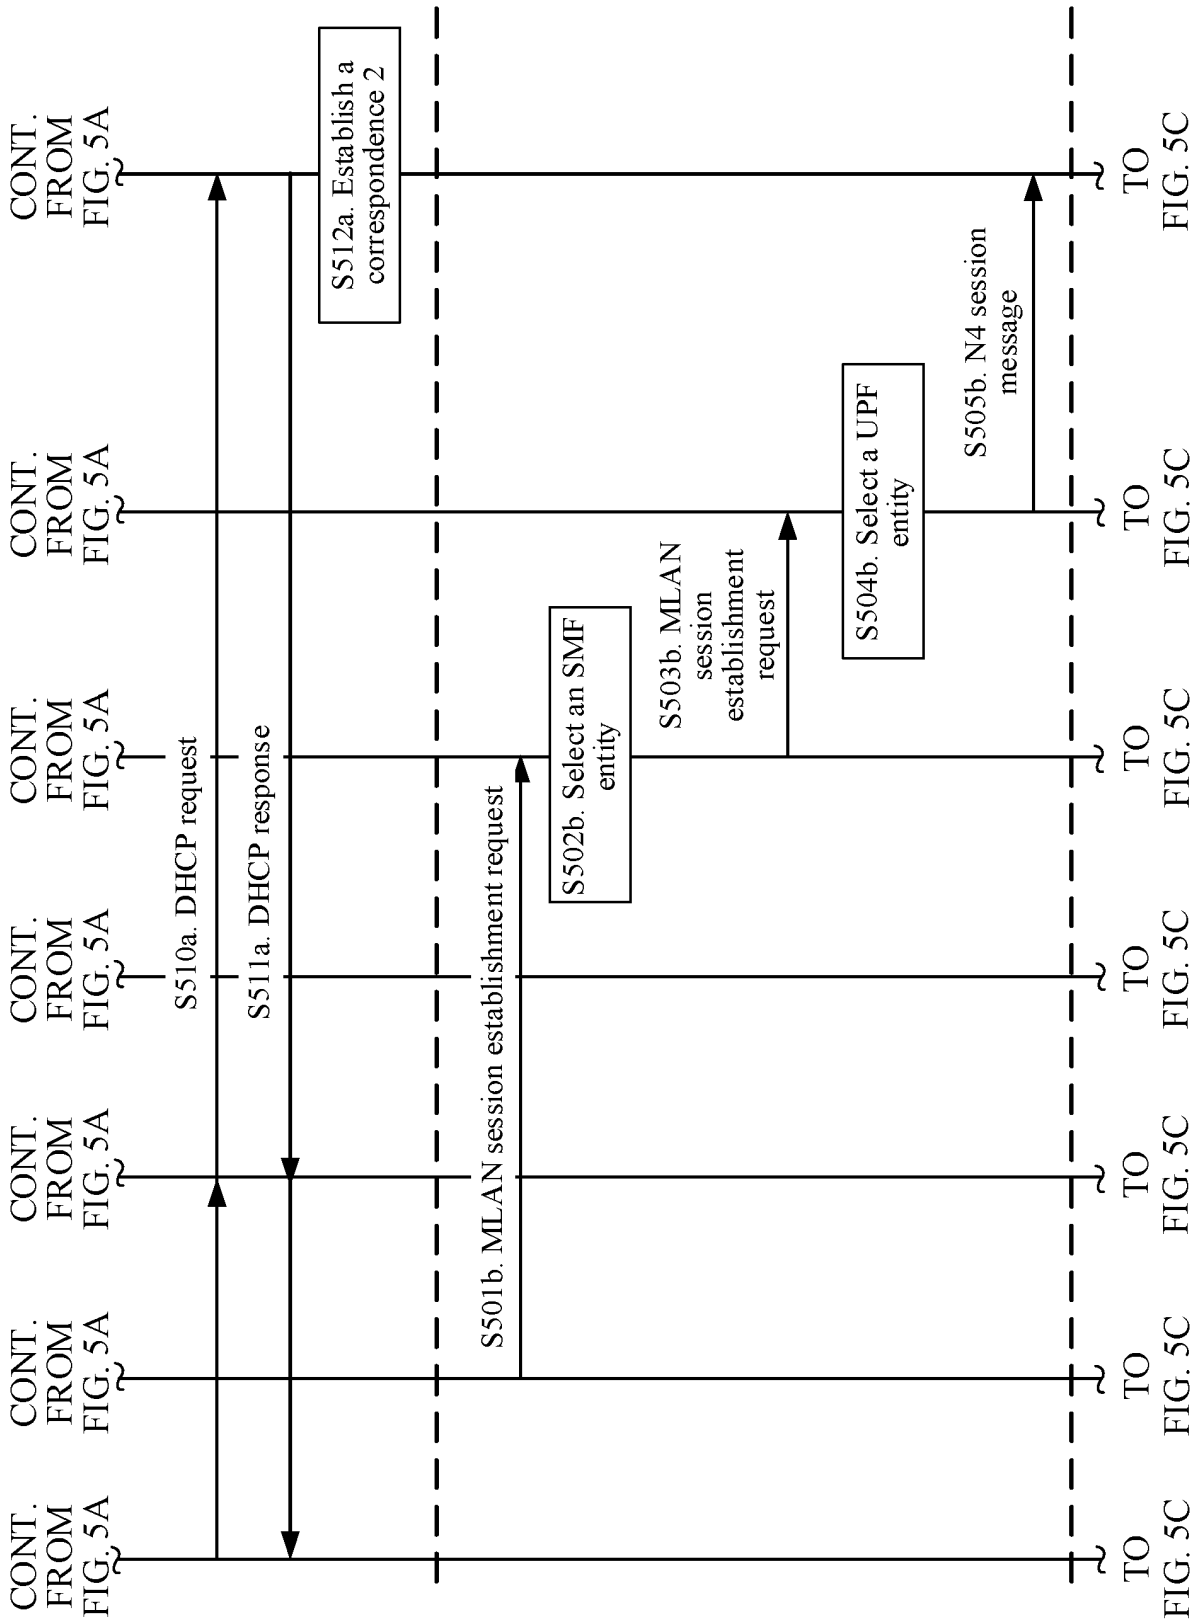 CONT.
FROM
FIG. 5A
CONT.
FROM
FIG. 5A
CONT.
FROM
FIG. 5A
CONT.
FROM
FIG. 5A
CONT.
FROM
FIG. 5A
CONT.
FROM
FIG. 5A
CONT.
FROM
FIG. 5A
S510a. DHCP request
S511a. DHCP response
S512a. Establish a
correspondence 2
S501b. MLAN session establishment request
S502b. Select an SMF
entity
S503b. MLAN
session
establishment
request
S504b. Select a UPF
entity
S505b. N4 session
message
TO
FIG. 5C
TO
FIG. 5C
TO
FIG. 5C
TO
FIG. 5C
TO
FIG. 5C
TO
FIG. 5C
TO
FIG. 5C